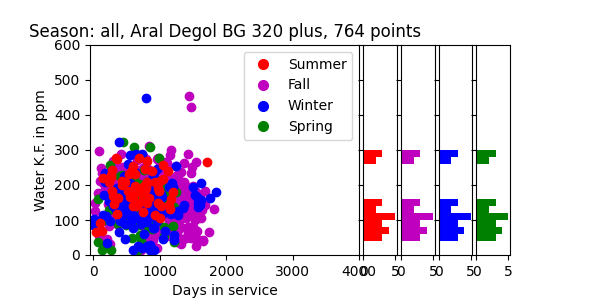 Season: all, Aral Degol BG 320 plus, 764 points
Water K.F. in ppm
600
500
400
300
200
100
0
Summer
Fall
Winter
Spring
0 1000 2000 3000 4000
0 5 0 5 0 5 0 5
Days in service